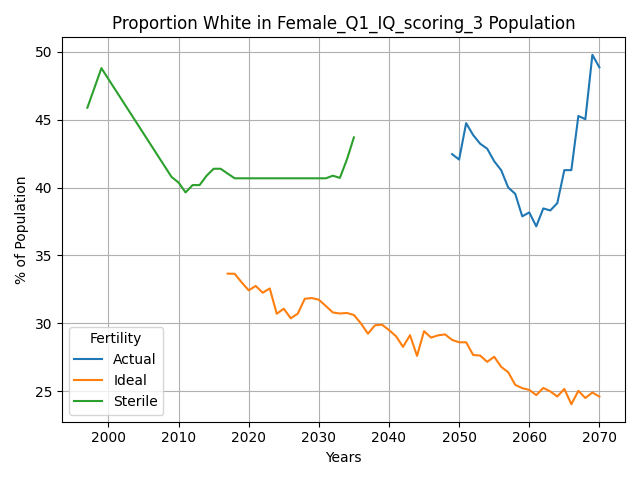 Proportion White in Female_Q1_IQ_scoring_3 Population
% of Population
50
45
40
35
30
25
Fertility
Actual
Ideal
Sterile
2000 2010 2020 2030 2040 2050 2060 2070
Years